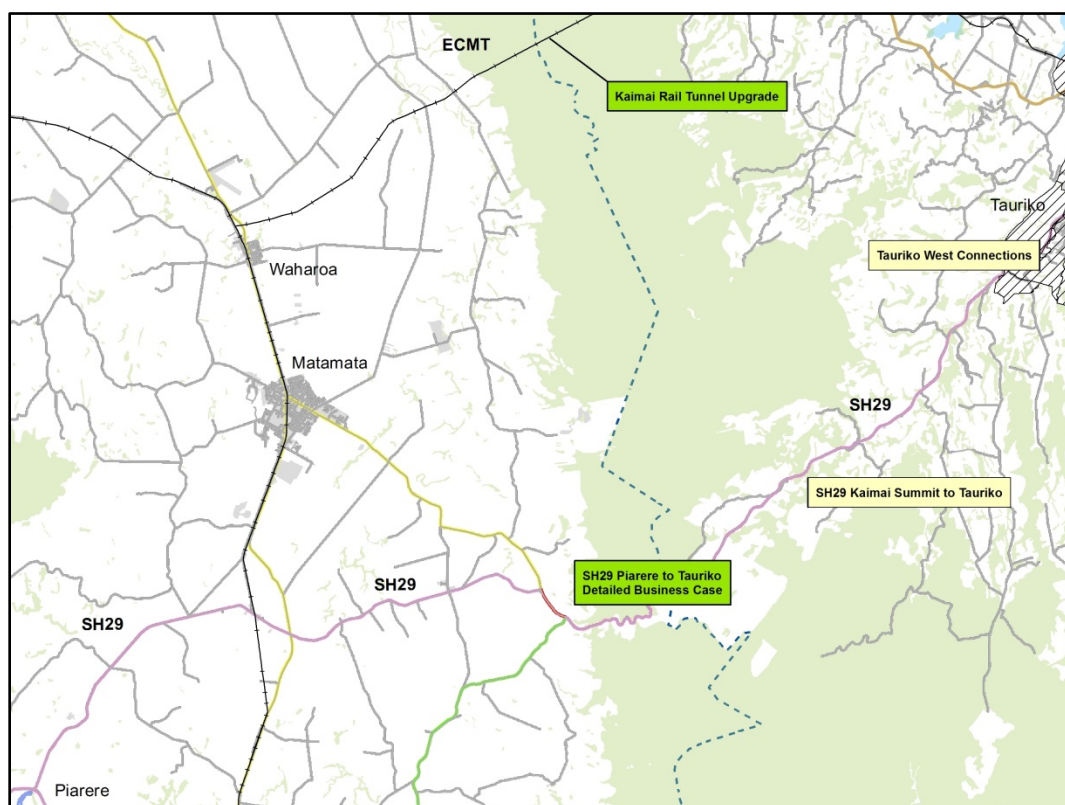 ECMT
Kaimai Rail Tunnel Upgrade
Tauriko
Tauriko West Connections
Waharoa
Matamata
SH29
SH29 Kaimai Summit to Tauriko
SH29 Piarere to Tauriko
Detailed Business Case
SH29
SH29
Piarere